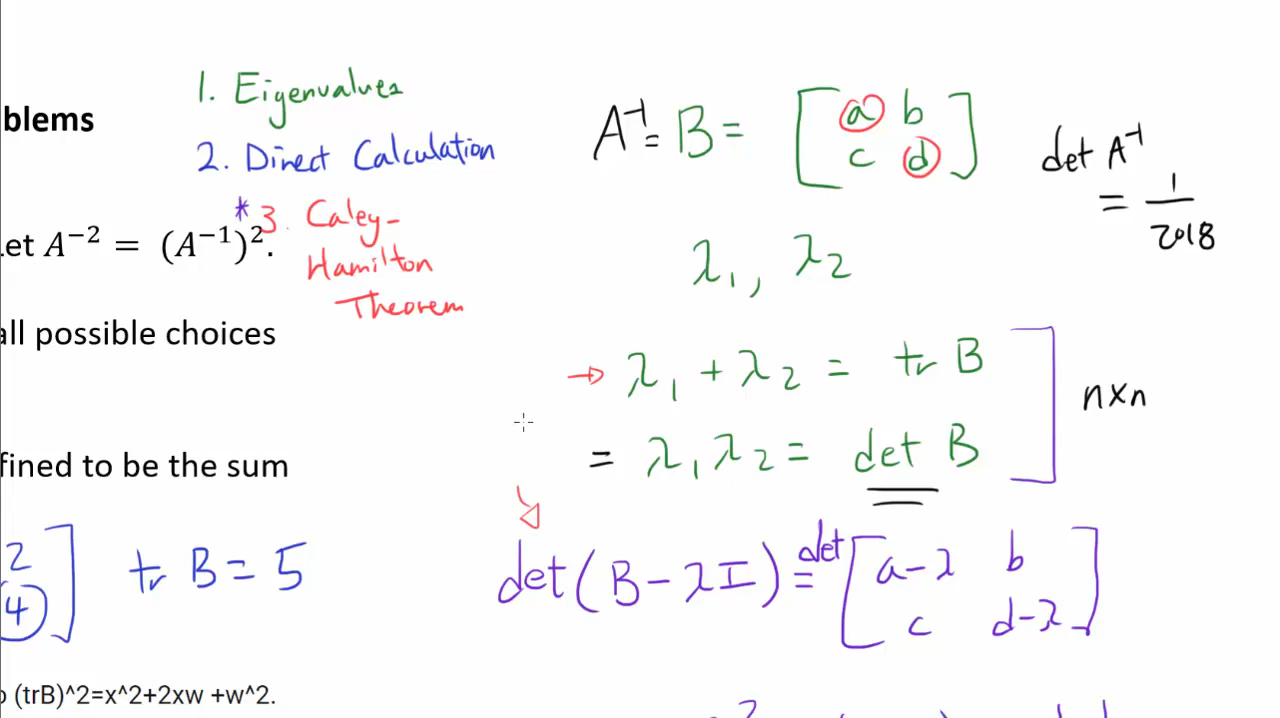 1. Eigenvalues
blems
2. Direct Calculation
* 3. Caley-
Hamilton
Theorem
et A⁻² = (A⁻¹)².
all possible choices
fined to be the sum
2
4 ] tr B = 5
(trB)^2=x^2+2xw +w^2.
A⁻¹ = B = [ a b
c d ]
det A⁻¹
= 1/2018
λ₁, λ₂
→ λ₁ + λ₂ = tr B
= λ₁λ₂ = det B
n×n
det(B - λI) = det [ a-λ b
c d-λ ]